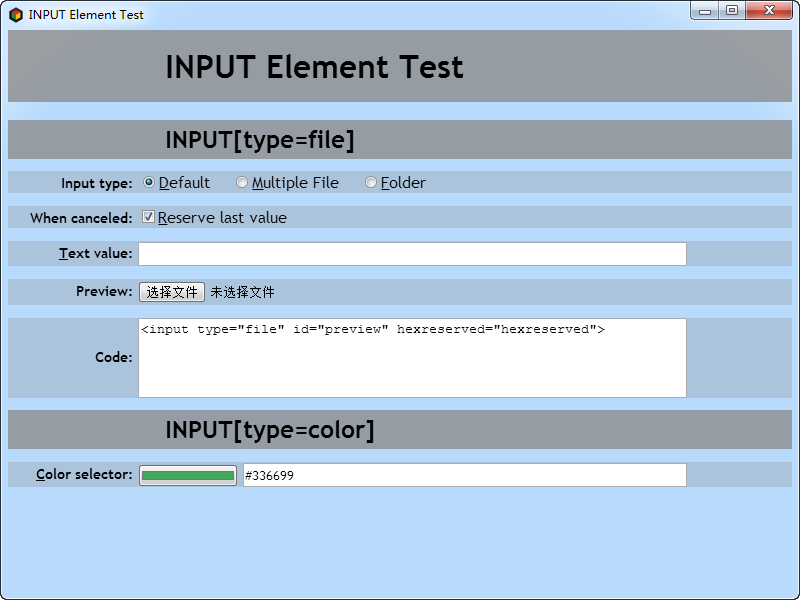 INPUT Element Test
INPUT Element Test
INPUT[type=file]
Input type: Default Multiple File Folder
When canceled: Reserve last value
Text value:
Preview: 选择文件 未选择文件
Code: <input type="file" id="preview" hexreserved="hexreserved">
INPUT[type=color]
Color selector: #336699